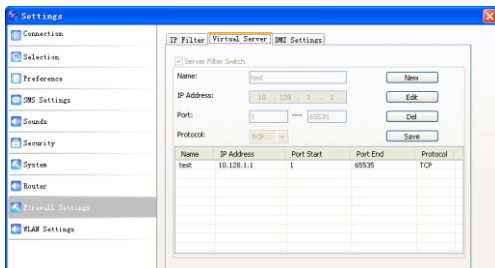 Settings
Connection
Selection
Preference
SMS Settings
Sounds
Security
System
Router
Firewall Settings
WLAN Settings
IP Filter Virtual Server DMZ Settings
Server Filter Switch
Name: test New
IP Address: 10 . 128 . 1 . 1 Edit
Port: 1 ---- 65535 Del
Protocol: TCP Save
Name IP Address Port Start Port End Protocol
test 10.128.1.1 1 65535 TCP